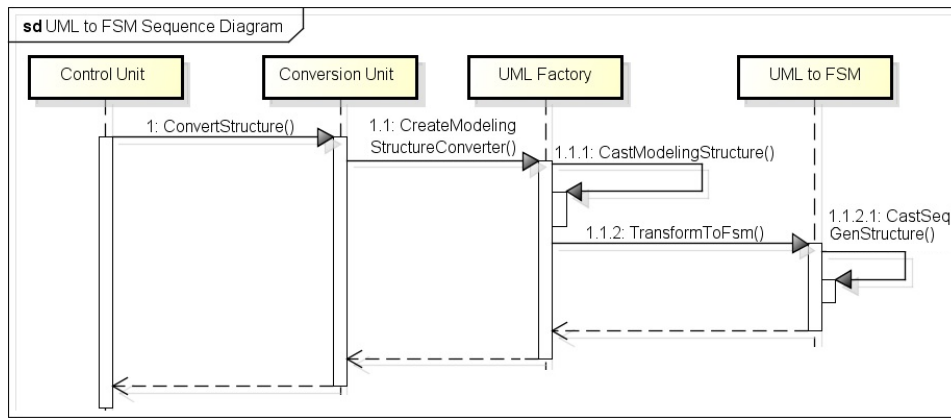 sd UML to FSM Sequence Diagram
Control Unit
Conversion Unit
UML Factory
UML to FSM
1: ConvertStructure()
1.1: CreateModeling
StructureConverter()
1.1.1: CastModelingStructure()
1.1.2: TransformToFsm()
1.1.2.1: CastSeq
GenStructure()